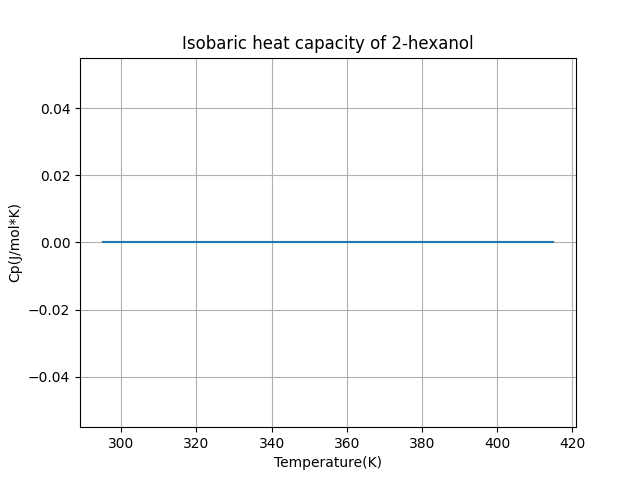 Isobaric heat capacity of 2-hexanol
Cp(J/mol*K)
0.04
0.02
0.00
−0.02
−0.04
300 320 340 360 380 400 420
Temperature(K)